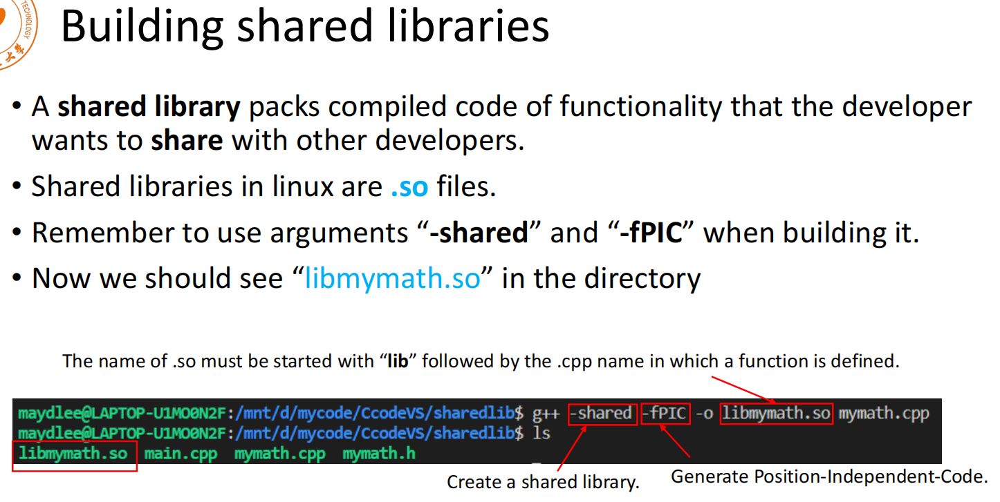 TECHNOLOGY
大学
Building shared libraries
• A shared library packs compiled code of functionality that the developer
wants to share with other developers.
• Shared libraries in linux are .so files.
• Remember to use arguments “-shared” and “-fPIC” when building it.
• Now we should see “libmymath.so” in the directory
The name of .so must be started with “lib” followed by the .cpp name in which a function is defined.
maydlee@LAPTOP-U1MO0N2F:/mnt/d/mycode/CcodeVS/sharedlib$ g++ -shared -fPIC -o libmymath.so mymath.cpp
maydlee@LAPTOP-U1MO0N2F:/mnt/d/mycode/CcodeVS/sharedlib$ ls
libmymath.so main.cpp mymath.cpp mymath.h
Create a shared library.
Generate Position-Independent-Code.